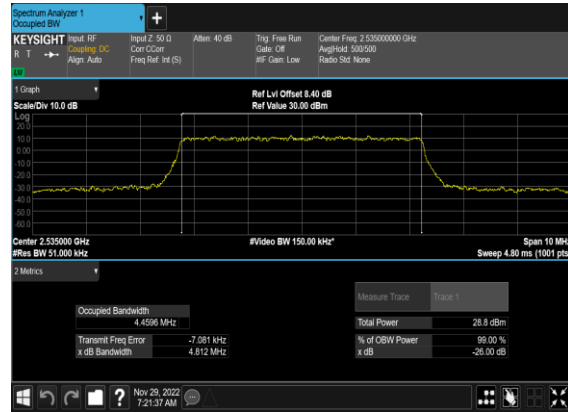 Spectrum Analyzer 1
Occupied BW
+
KEYSIGHT Input: RF Input Z: 50 Ω Atten: 40 dB Trig: Free Run Center Freq: 2.535000000 GHz
R T Coupling: DC Corr CCorr Gate: Off Avg|Hold: 500/500
Align: Auto Freq Ref: Int (S) #IF Gain: Low Radio Std: None
LW
1 Graph
Ref Lvl Offset 8.40 dB
Scale/Div 10.0 dB Ref Value 30.00 dBm
Log
20.0
10.0
0.00
-10.0
-20.0
-30.0
-40.0
-50.0
-60.0
Center 2.535000 GHz #Video BW 150.00 kHz* Span 10 MHz
#Res BW 51.000 kHz Sweep 4.80 ms (1001 pts
2 Metrics
Measure Trace Trace 1
Occupied Bandwidth
4.4596 MHz Total Power 28.8 dBm
Transmit Freq Error -7.081 kHz % of OBW Power 99.00 %
x dB Bandwidth 4.812 MHz x dB -26.00 dB
? Nov 29, 2022
7:21:37 AM